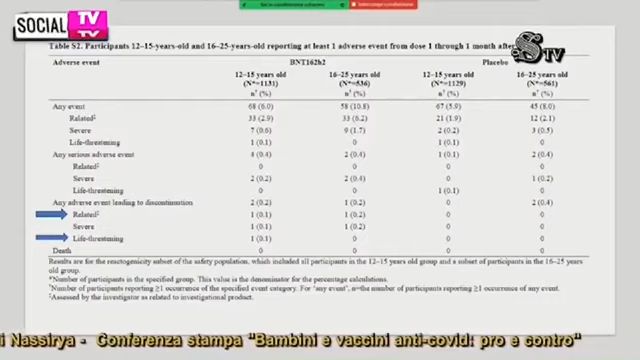 SOCIAL TV TV
S TV
Table S2. Participants 12–15-years-old and 16–25-years-old reporting at least 1 adverse event from dose 1 through 1 month after
Adverse event BNT162b2 Placebo
12–15 years old 16–25 years old 12–15 years old 16–25 years old
(Nᵃ=1131) (Nᵃ=536) (Nᵃ=1129) (Nᵃ=561)
n† (%) n† (%) n† (%) n† (%)
Any event 68 (6.0) 58 (10.8) 67 (5.9) 45 (8.0)
Related‡ 33 (2.9) 33 (6.2) 21 (1.9) 12 (2.1)
Severe 7 (0.6) 9 (1.7) 2 (0.2) 3 (0.5)
Life-threatening 1 (0.1) 0 1 (0.1) 0
Any serious adverse event 4 (0.4) 2 (0.4) 1 (0.1) 2 (0.4)
Related‡ 0 0 0 0
Severe 2 (0.2) 2 (0.4) 0 1 (0.2)
Life-threatening 0 0 1 (0.1) 0
Any adverse event leading to discontinuation 2 (0.2) 1 (0.2) 0 2 (0.4)
Related‡ 1 (0.1) 1 (0.2) 0 0
Severe 1 (0.1) 1 (0.2) 0 0
Life-threatening 1 (0.1) 0 0 0
Death 0 0 0 0
Results are for the reactogenicity subset of the safety population, which included all participants in the 12–15 years old group and a subset of participants in the 16–25 years
old group.
*Number of participants in the specified group. This value is the denominator for the percentage calculations.
†Number of participants reporting ≥1 occurrence of the specified event category. For "any event", n=the number of participants reporting ≥1 occurrence of any event.
‡Assessed by the investigator as related to investigational product.
i Nassirya - Conferenza stampa "Bambini e vaccini anti-covid: pro e contro"